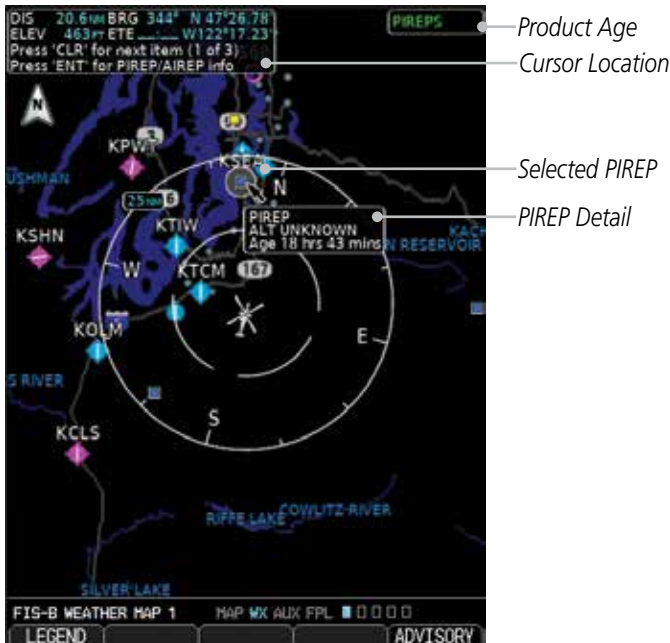 DIS 20.6NM BRG 344° N 47°26.78'
ELEV 463FT ETE __:__ W122°17.23'
Press 'CLR' for next item (1 of 3)
Press 'ENT' for PIREP/AIREP info
PIREPS
Product Age
Cursor Location
N
KPWT
KSEA
Selected PIREP
N
USHMAN
25NM
PIREP
ALT UNKNOWN
Age 18 hrs 43 mins
PIREP Detail
KSHN
KTIW
N RESERVOIR
W
KTCM
167
KOLM
E
S RIVER
S
KCLS
RIFFE LAKE
COWLITZ RIVER
SILVER LAKE
FIS-B WEATHER MAP 1
MAP WX AUX FPL
LEGEND
ADVISORY